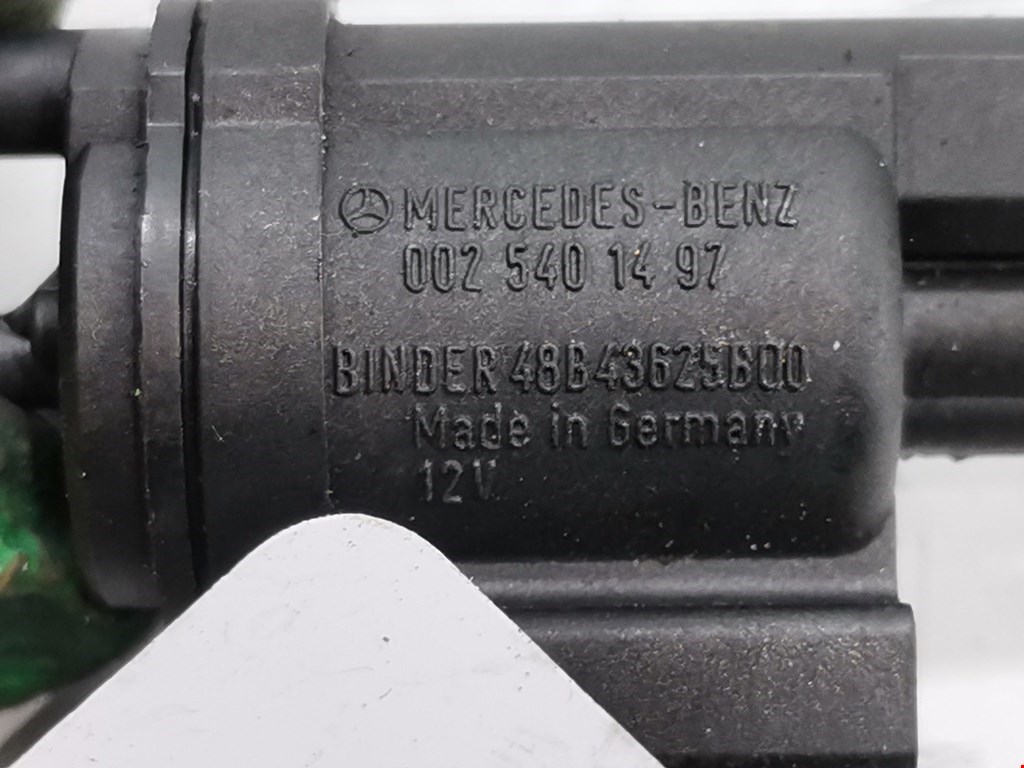 MERCEDES-BENZ
002 540 14 97
BINDER 48B43625B00
Made in Germany
12V